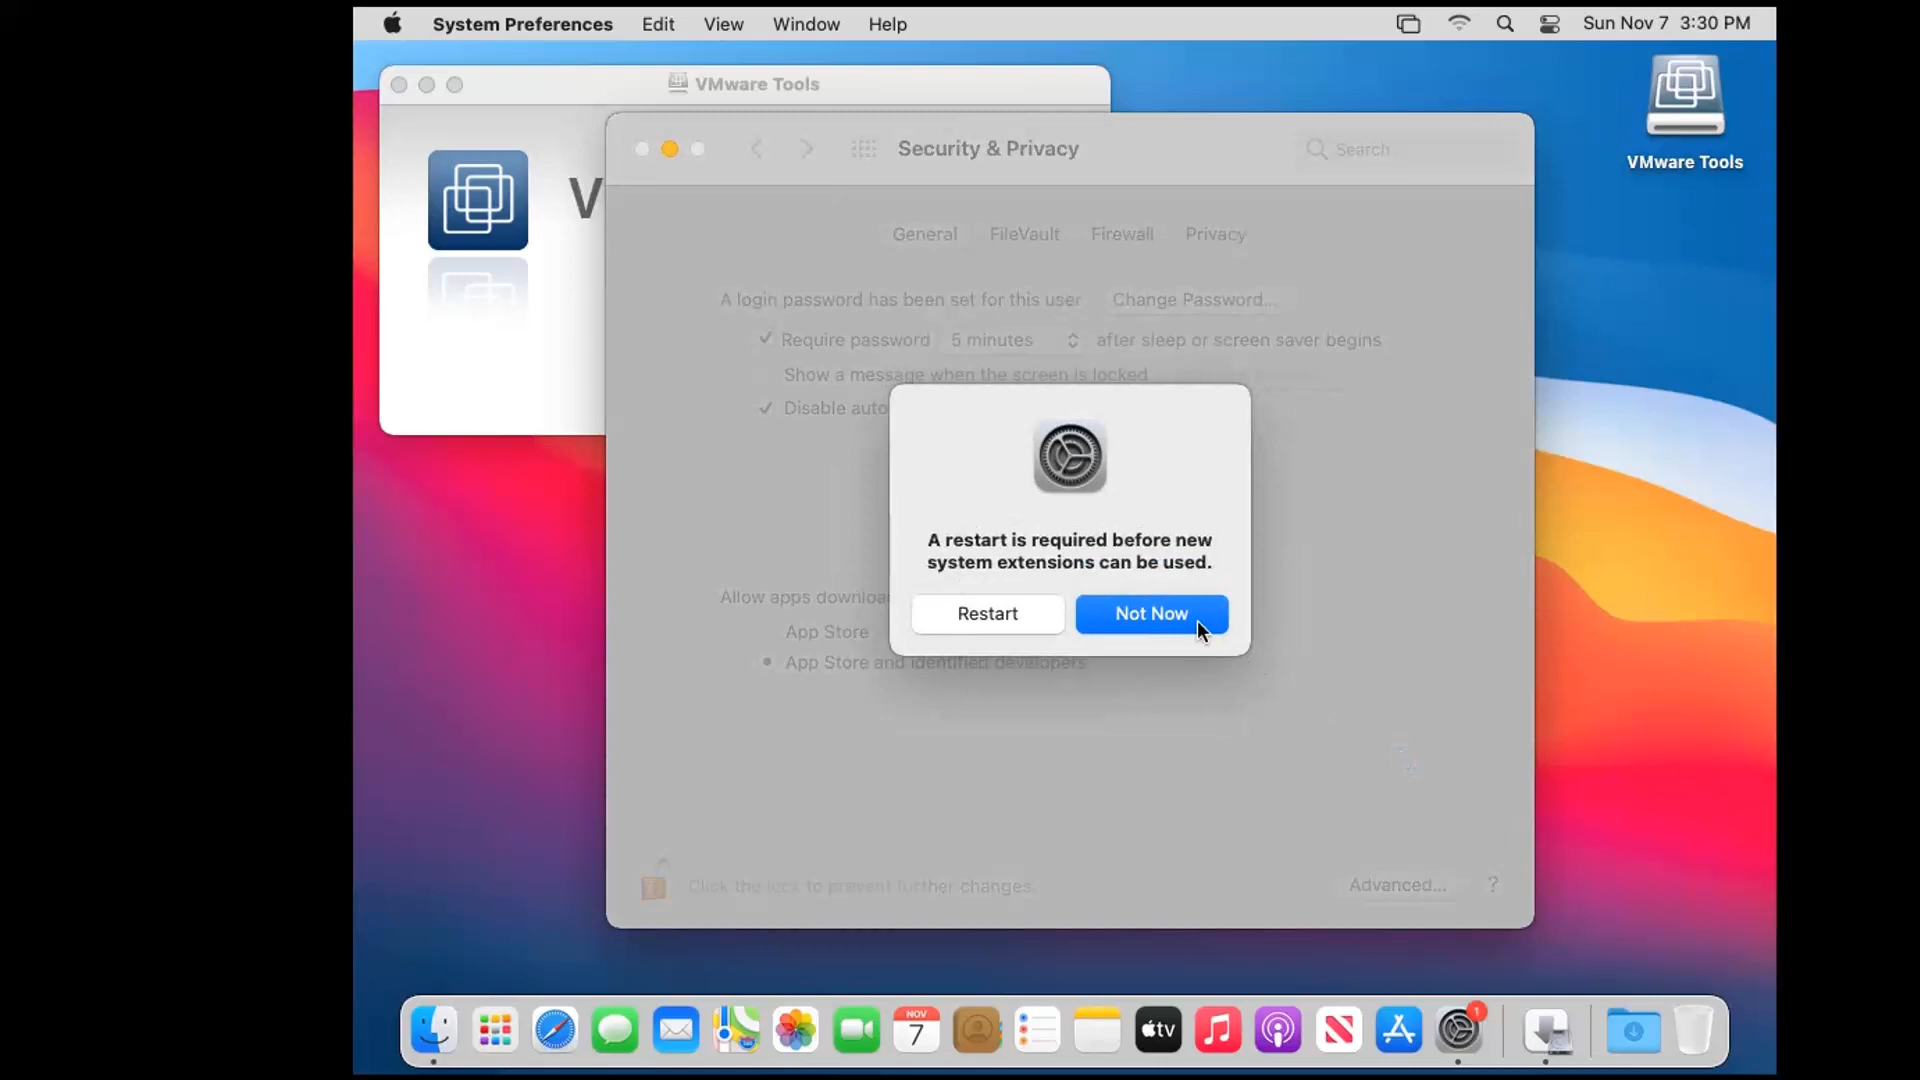 System Preferences Edit View Window Help Sun Nov 7 3:30 PM
VMware Tools
VMware Tools
V
Security & Privacy
Search
General FileVault Firewall Privacy
A login password has been set for this user Change Password...
Require password 5 minutes after sleep or screen saver begins
Show a message when the screen is locked
Disable auto
A restart is required before new
system extensions can be used.
Restart Not Now
Allow apps downloa
App Store
App Store and identified developers
Click the lock to prevent further changes.
Advanced... ?
NOV
7
tv
1